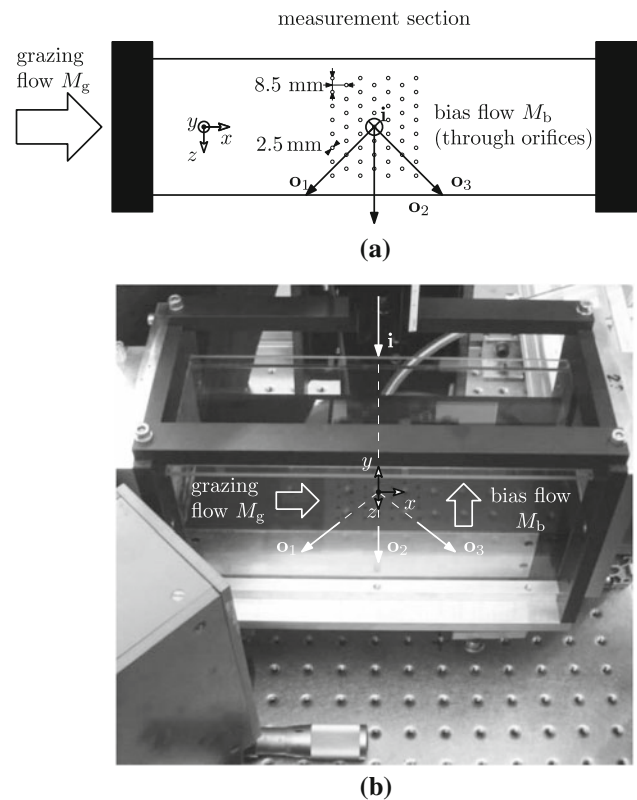 measurement section
grazing
flow M_g
8.5 mm
y
x
z
2.5 mm
i
bias flow M_b
(through orifices)
o_1
o_2
o_3
(a)
i
y
grazing
flow M_g
x
z
bias flow
M_b
o_1
o_2
o_3
(b)